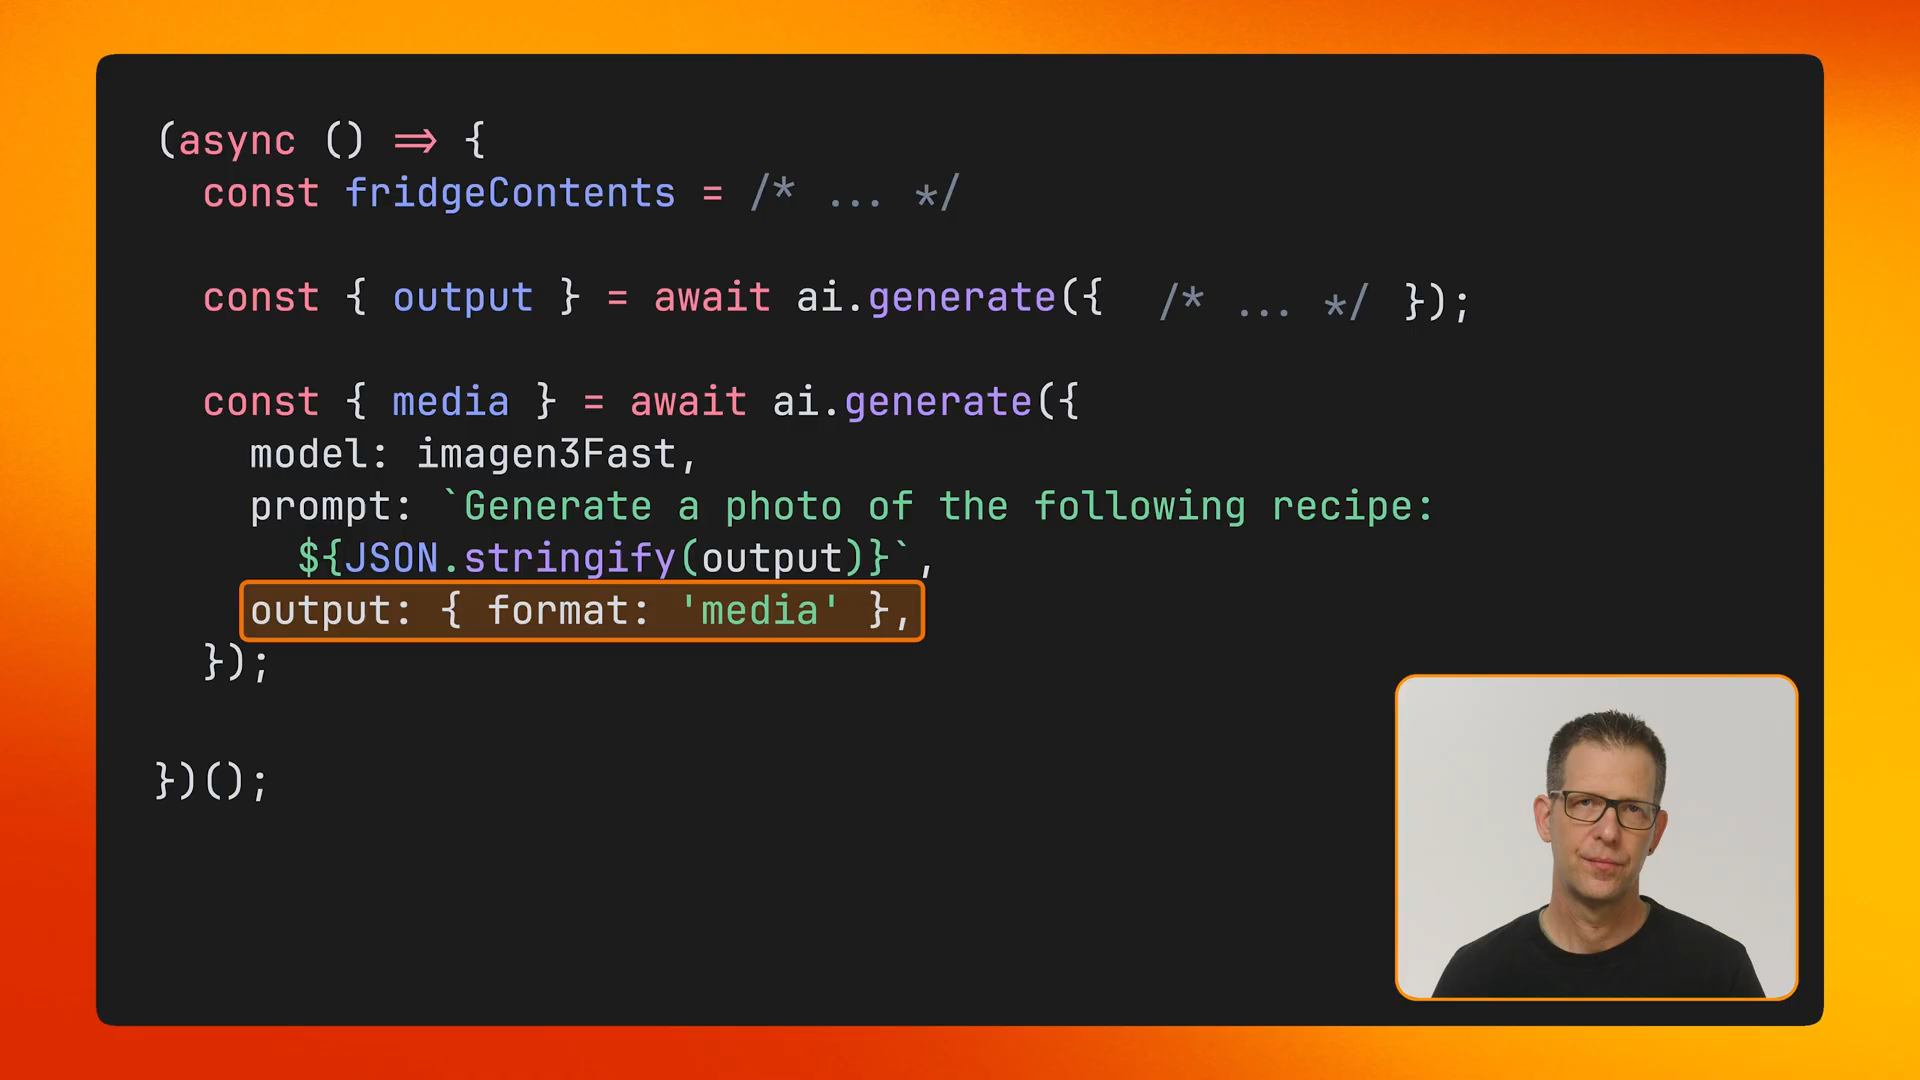 (async () => {
const fridgeContents = /* ... */
const { output } = await ai.generate({ /* ... */ });
const { media } = await ai.generate({
model: imagen3Fast,
prompt: `Generate a photo of the following recipe:
${JSON.stringify(output)}`,
output: { format: 'media' },
});
})();